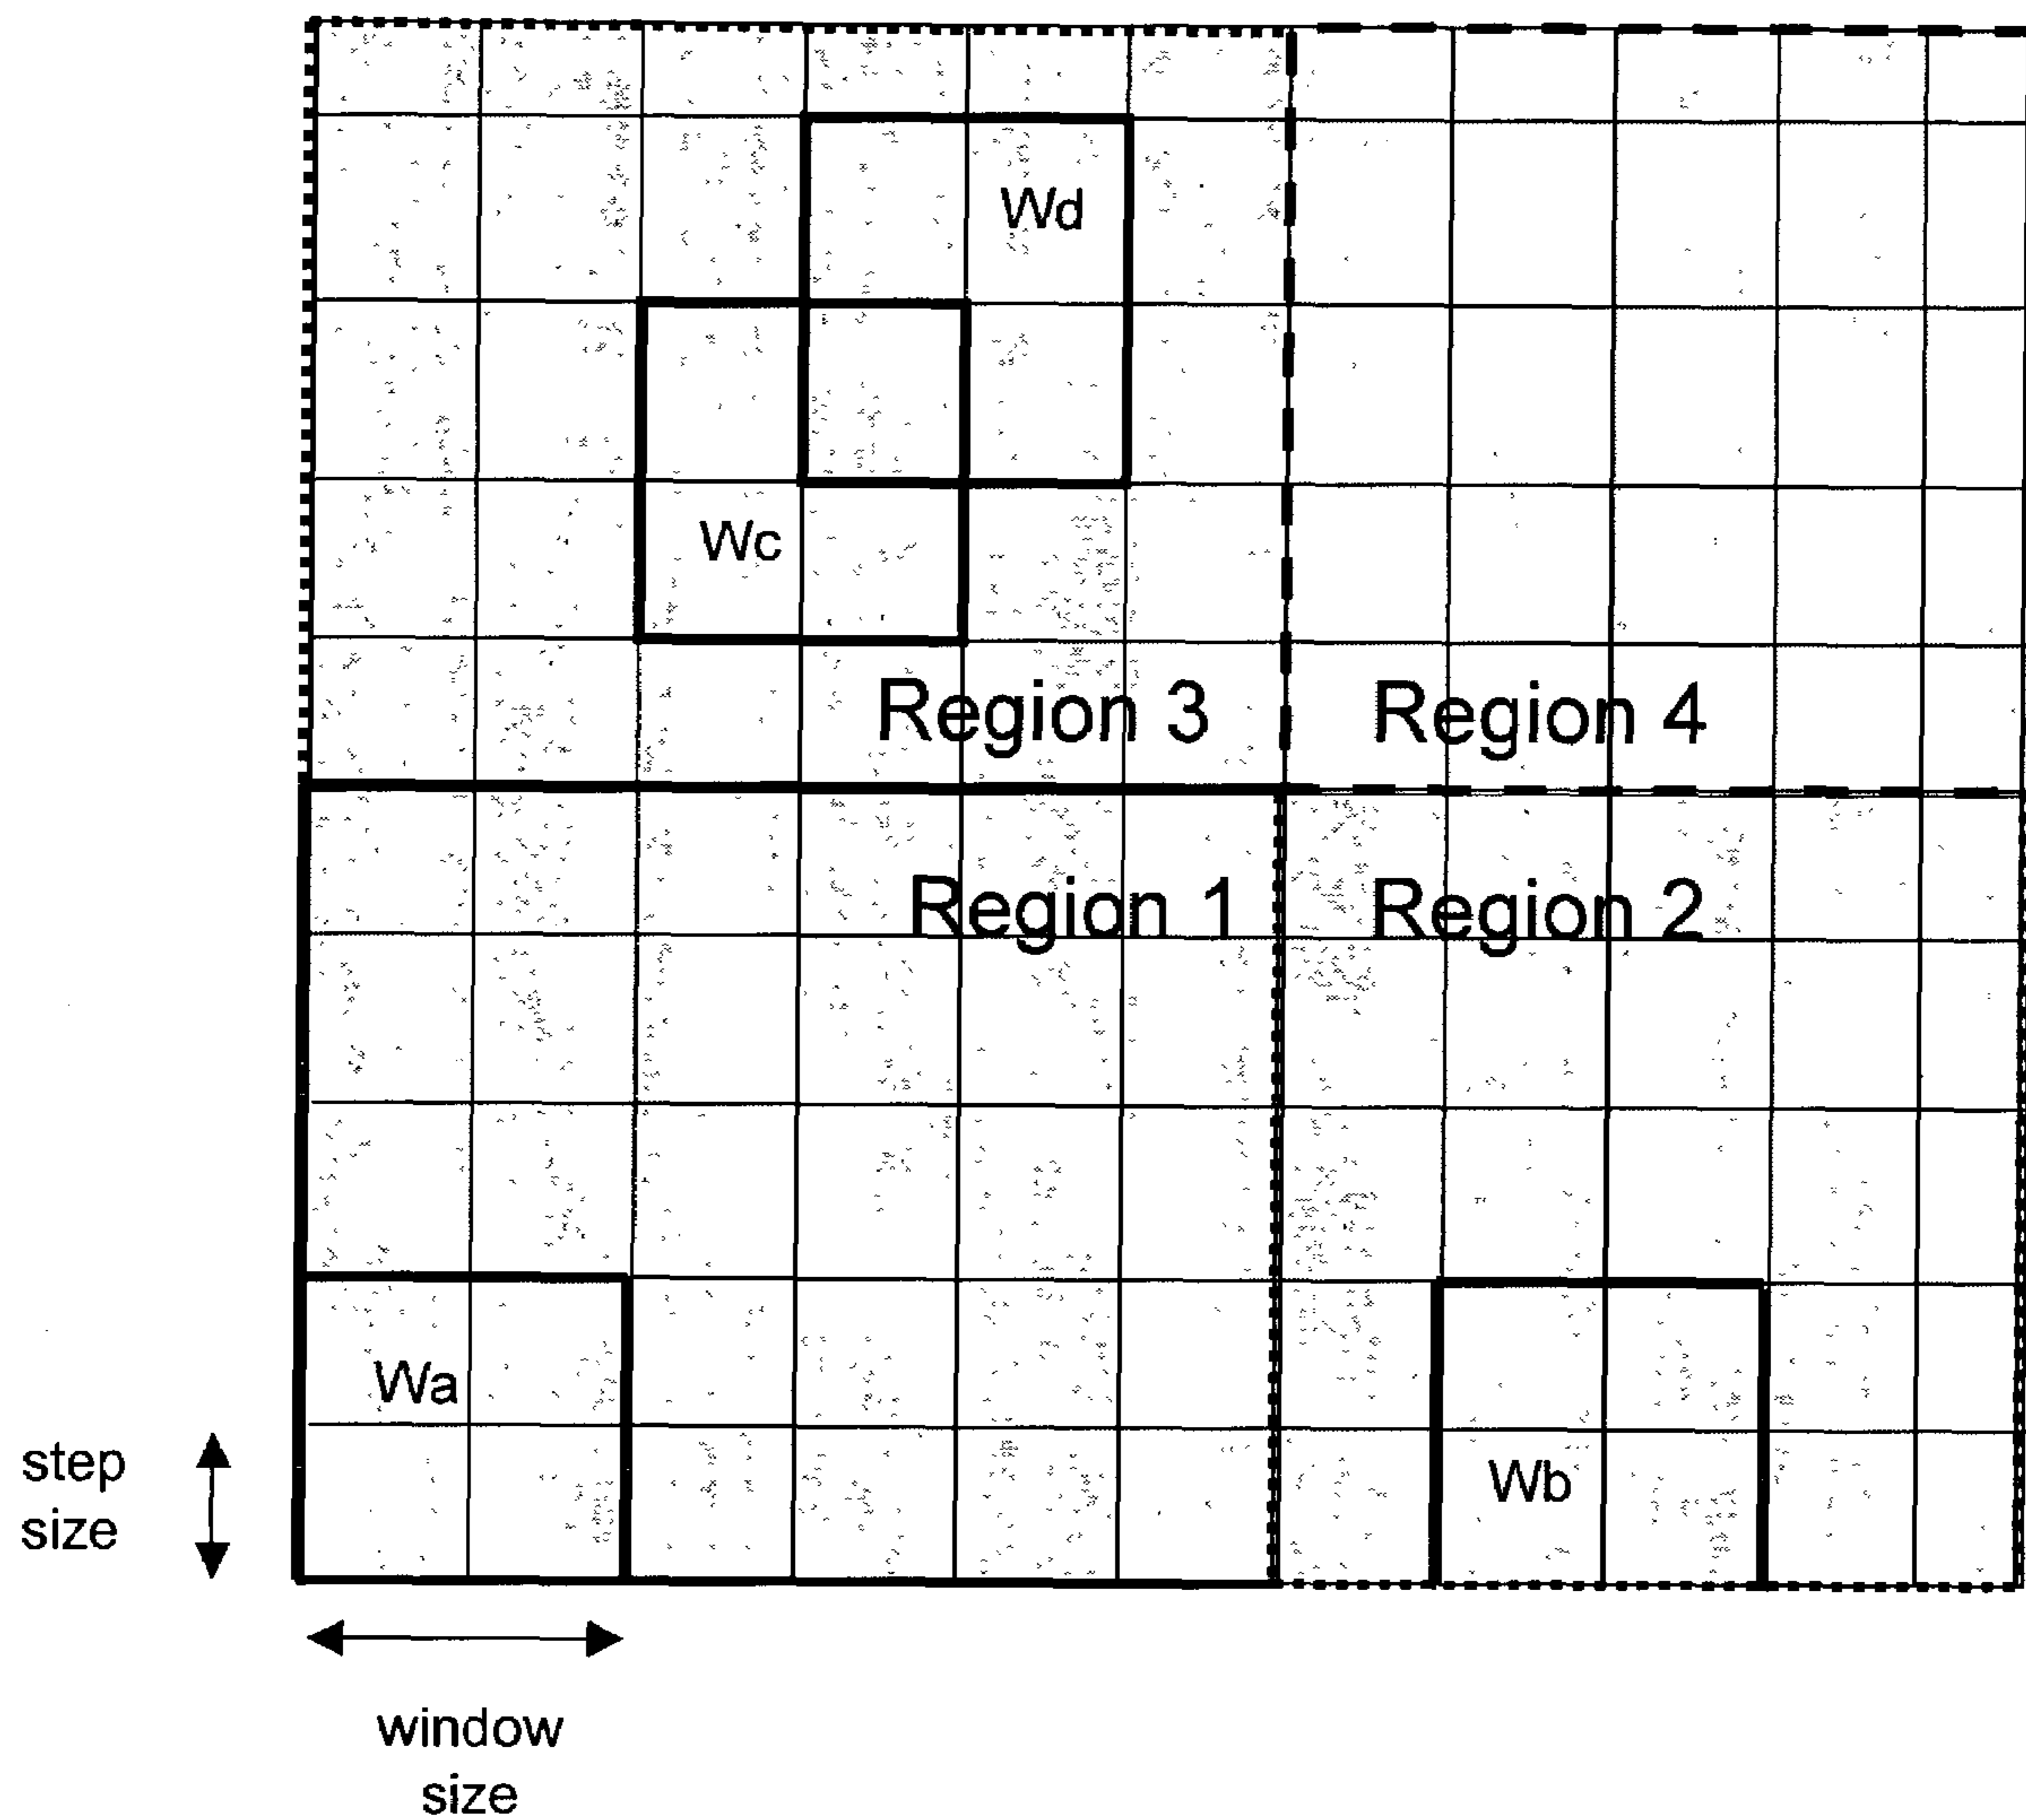 Wd
Wc
Region 3
Region 4
Region 1
Region 2
Wa
step
size
Wb
window
size